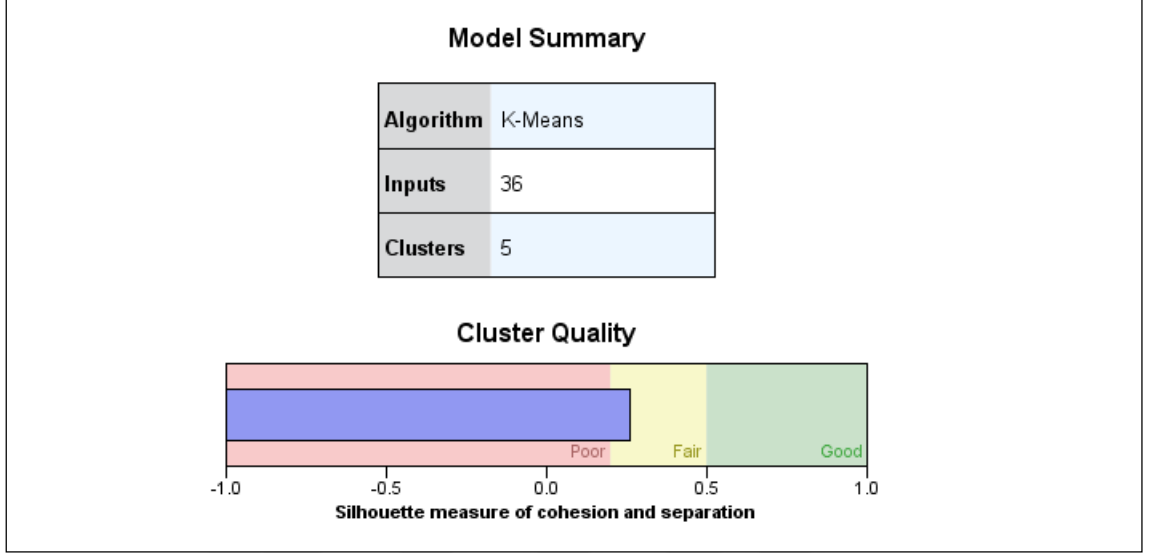 Model Summary
Algorithm K-Means
Inputs 36
Clusters 5
Cluster Quality
Poor Fair Good
-1.0 -0.5 0.0 0.5 1.0
Silhouette measure of cohesion and separation